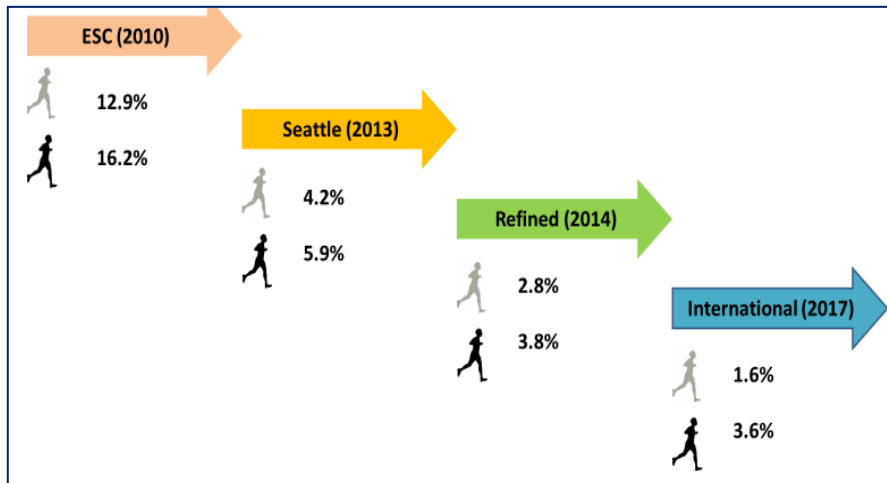 ESC (2010)
12.9%
16.2%
Seattle (2013)
4.2%
5.9%
Refined (2014)
2.8%
3.8%
International (2017)
1.6%
3.6%